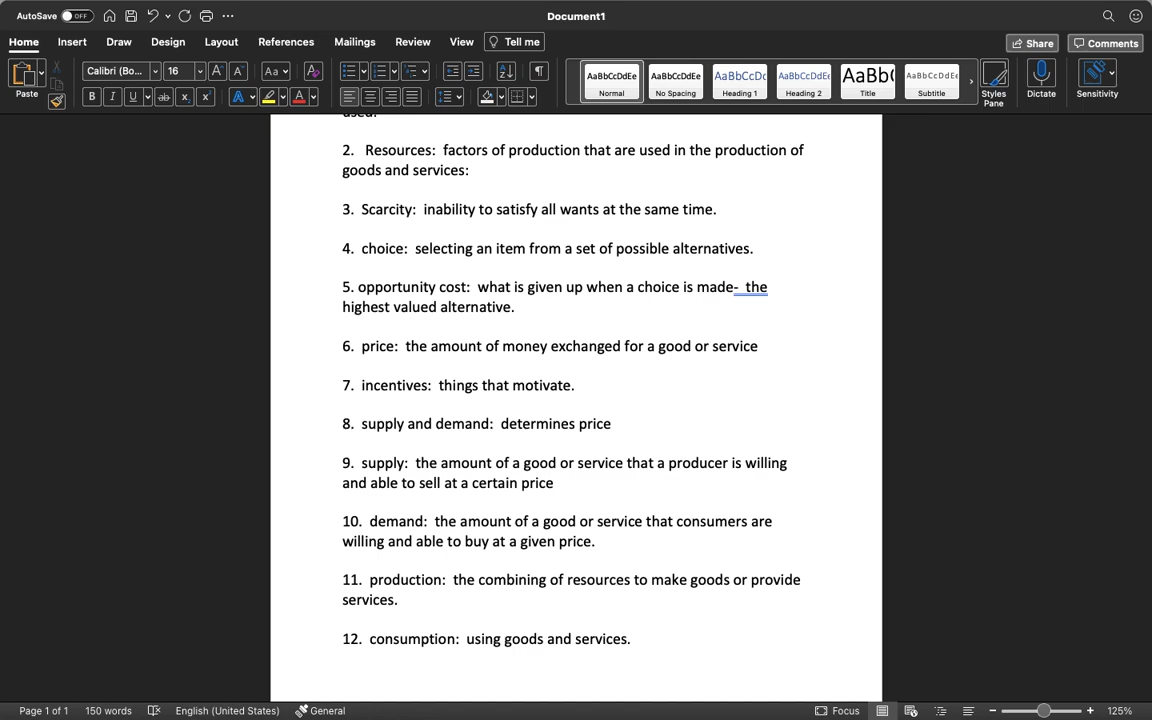 AutoSave OFF Document1
Home Insert Draw Design Layout References Mailings Review View Tell me Share Comments
Paste Calibri (Bo... 16 A A Aa A AaBbCcDdEe AaBbCcDdEe AaBbCcDc AaBbCcDdEe AaBb( AaBbCcDdEe
B I U ab x x A A Normal No Spacing Heading 1 Heading 2 Title Subtitle Styles Pane Dictate Sensitivity
used.
2. Resources: factors of production that are used in the production of
goods and services:
3. Scarcity: inability to satisfy all wants at the same time.
4. choice: selecting an item from a set of possible alternatives.
5. opportunity cost: what is given up when a choice is made- the
highest valued alternative.
6. price: the amount of money exchanged for a good or service
7. incentives: things that motivate.
8. supply and demand: determines price
9. supply: the amount of a good or service that a producer is willing
and able to sell at a certain price
10. demand: the amount of a good or service that consumers are
willing and able to buy at a given price.
11. production: the combining of resources to make goods or provide
services.
12. consumption: using goods and services.
Page 1 of 1 150 words English (United States) General Focus 125%